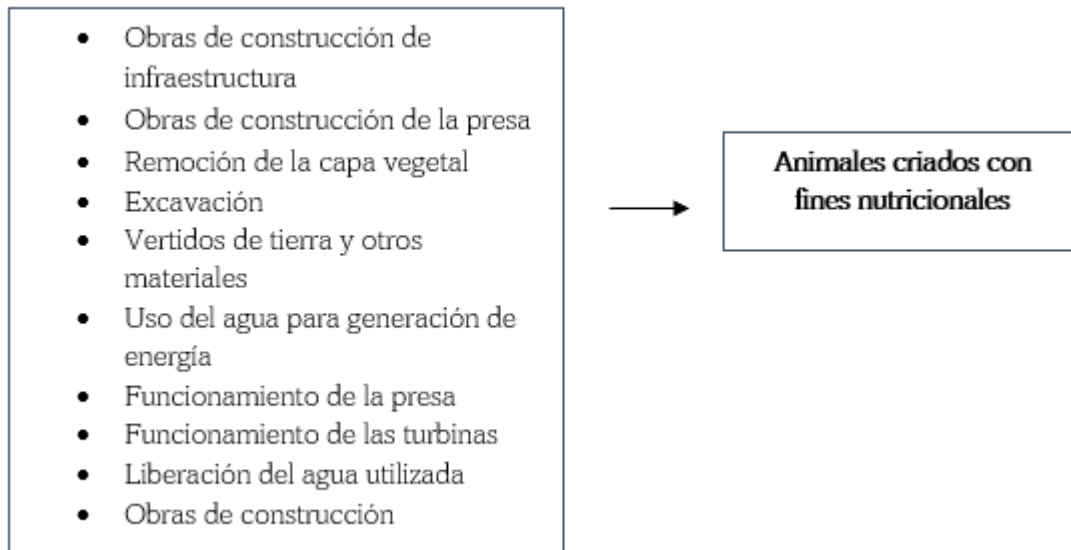 • Obras de construcción de
infraestructura
• Obras de construcción de la presa
• Remoción de la capa vegetal
• Excavación
• Vertidos de tierra y otros
materiales
• Uso del agua para generación de
energía
• Funcionamiento de la presa
• Funcionamiento de las turbinas
• Liberación del agua utilizada
• Obras de construcción
Animales criados con
fines nutricionales